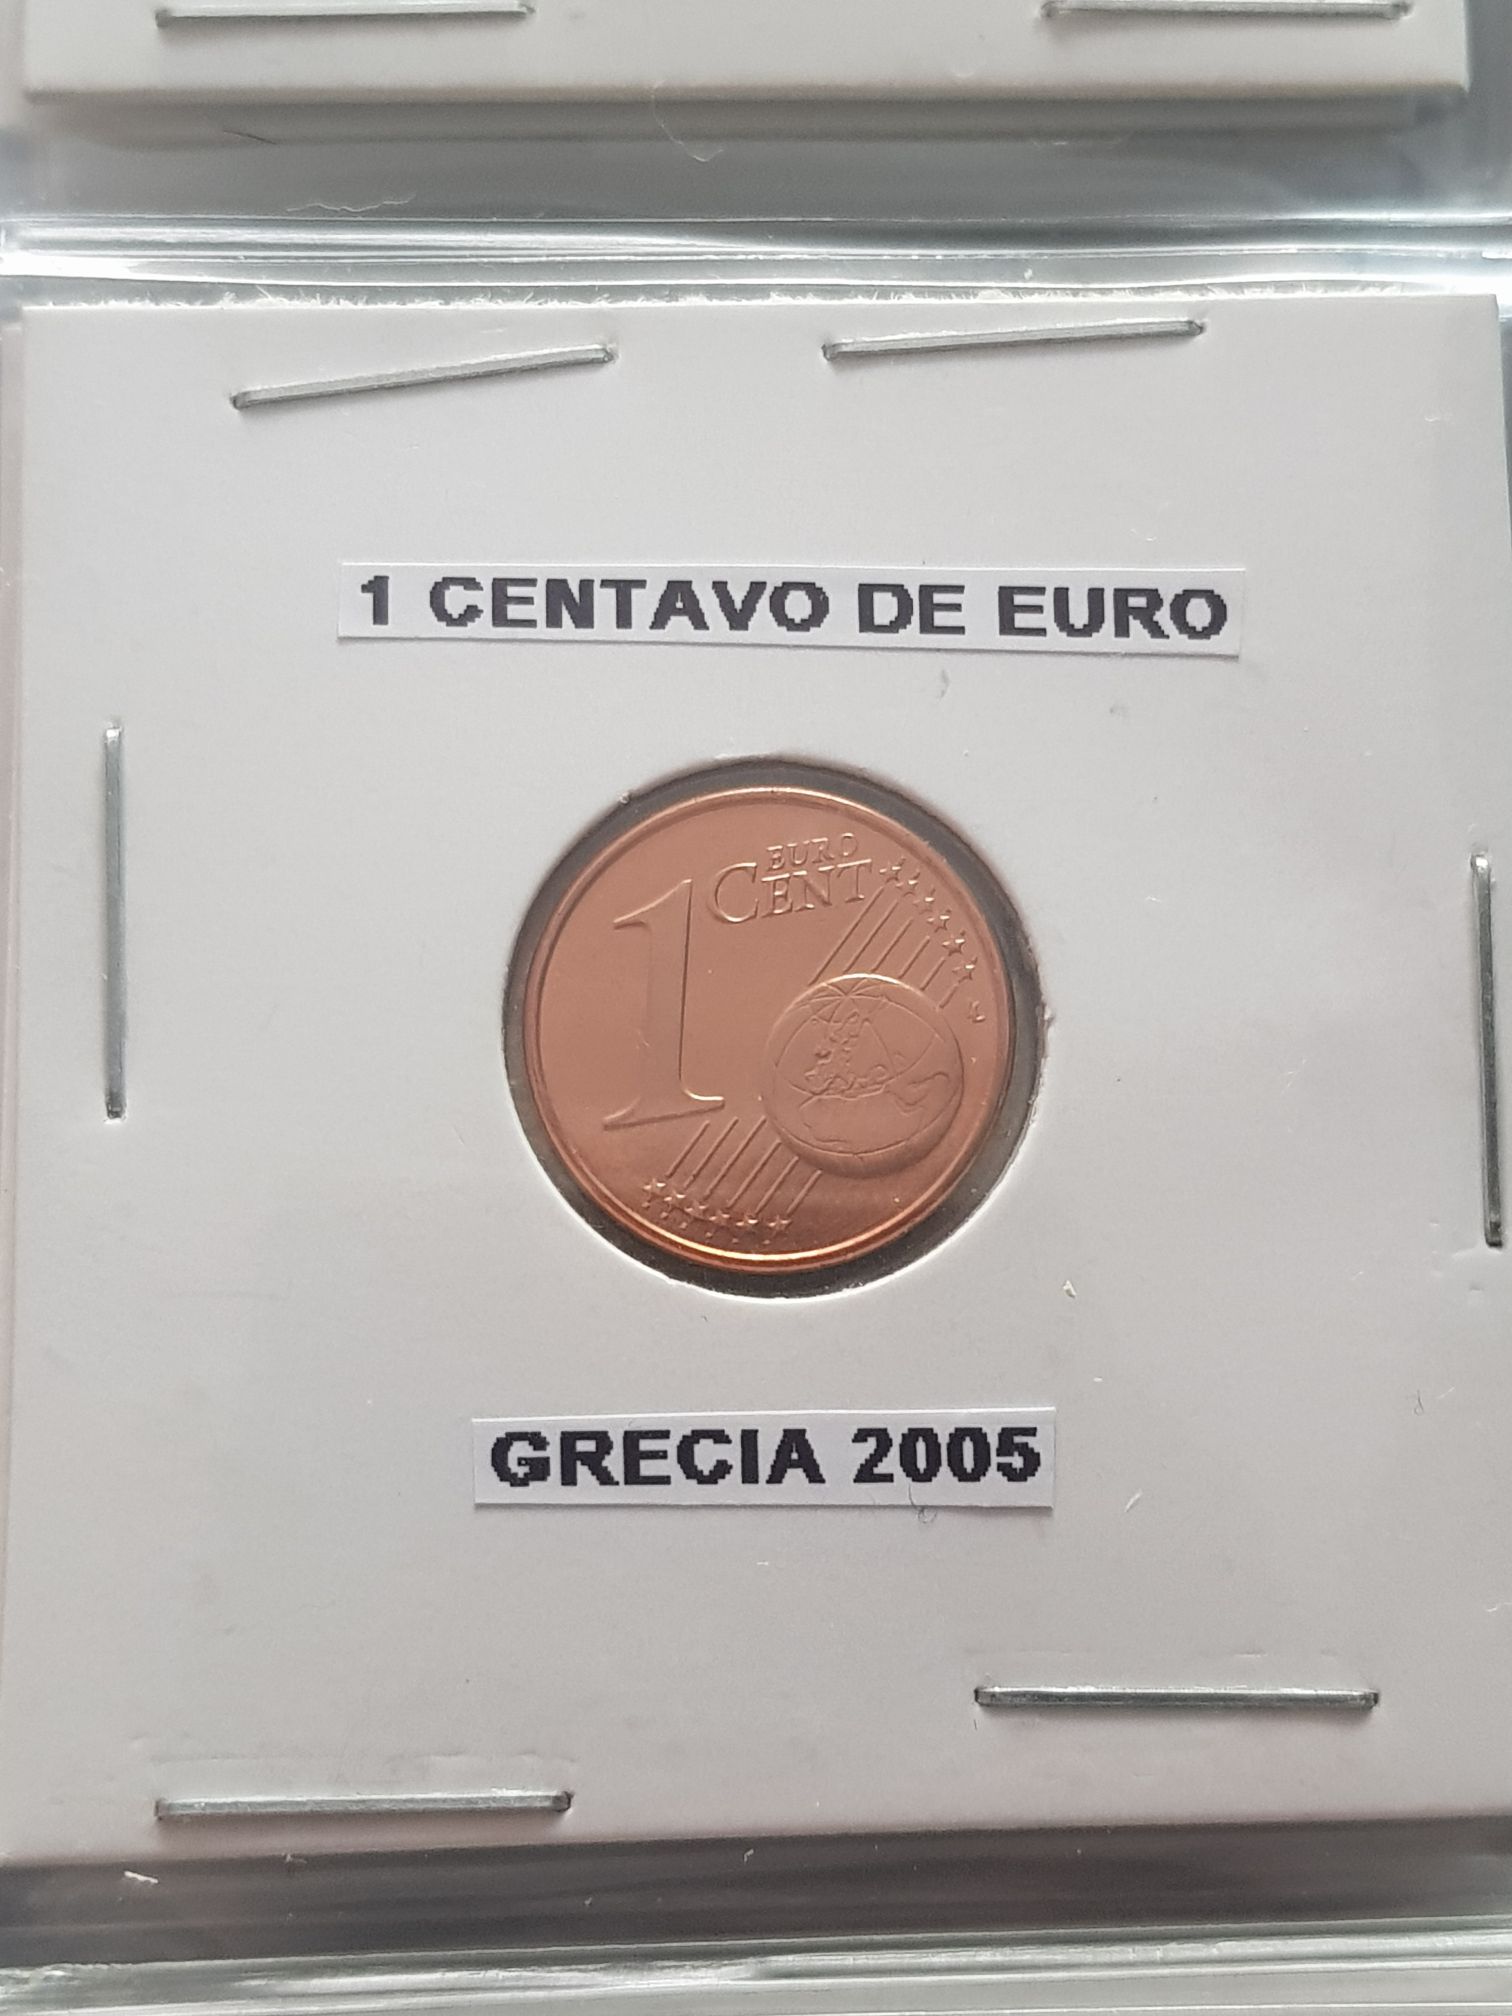 1 CENTAVO DE EURO
1 EURO
CENT
GRECIA 2005